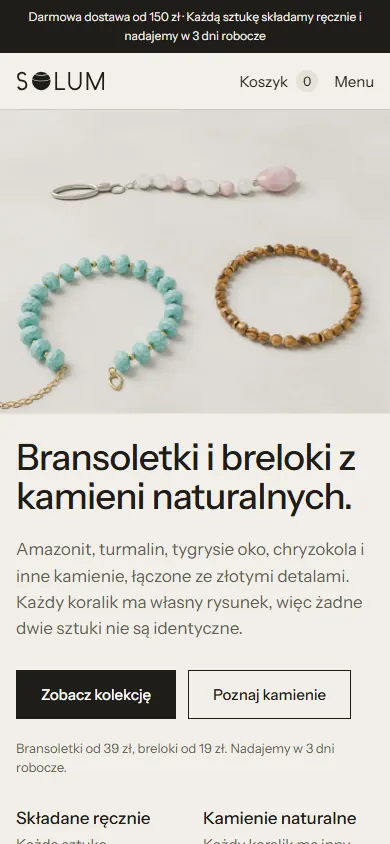 Darmowa dostawa od 150 zł · Każdą sztukę składamy ręcznie i
nadajemy w 3 dni robocze
SOLUM
Koszyk 0 Menu
Bransoletki i breloki z
kamieni naturalnych.
Amazonit, turmalin, tygrysie oko, chryzokola i
inne kamienie, łączone ze złotymi detalami.
Każdy koralik ma własny rysunek, więc żadne
dwie sztuki nie są identyczne.
Zobacz kolekcję Poznaj kamienie
Bransoletki od 39 zł, breloki od 19 zł. Nadajemy w 3 dni
robocze.
Składane ręcznie Kamienie naturalne